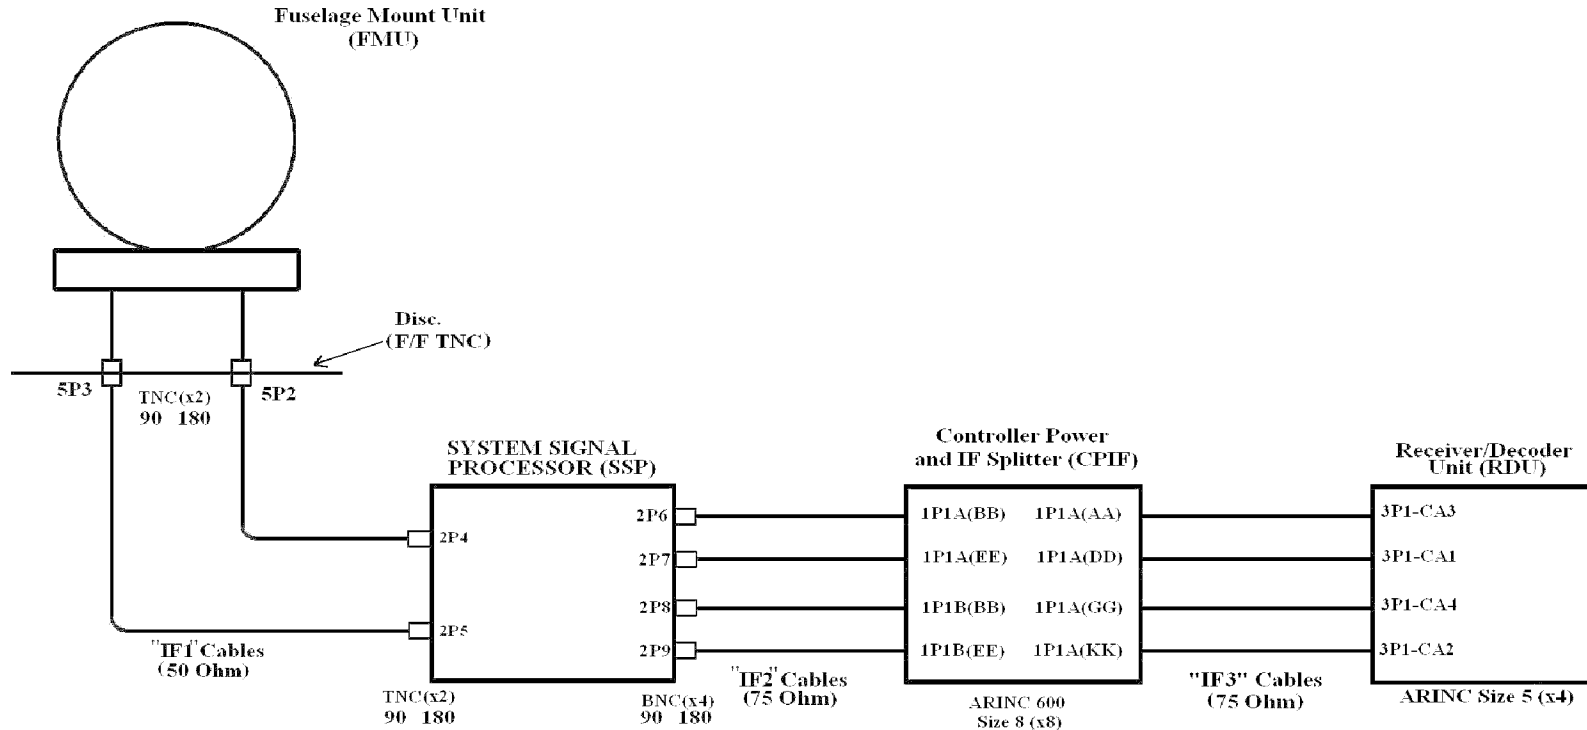 Fuselage Mount Unit
(FMU)
Disc.
(F/F TNC)
5P3
TNC(x2)
90 180
5P2
SYSTEM SIGNAL
PROCESSOR (SSP)
Controller Power
and IF Splitter (CPIF)
Receiver/Decoder
Unit (RDU)
2P4
2P5
2P6
2P7
2P8
2P9
1P1A(BB) 1P1A(AA)
1P1A(EE) 1P1A(DD)
1P1B(BB) 1P1A(GG)
1P1B(EE) 1P1A(KK)
3P1-CA3
3P1-CA1
3P1-CA4
3P1-CA2
"IF1" Cables
(50 Ohm)
TNC(x2)
90 180
BNC(x4)
90 180
"IF2" Cables
(75 Ohm)
ARINC 600
Size 8 (x8)
"IF3" Cables
(75 Ohm)
ARINC Size 5 (x4)